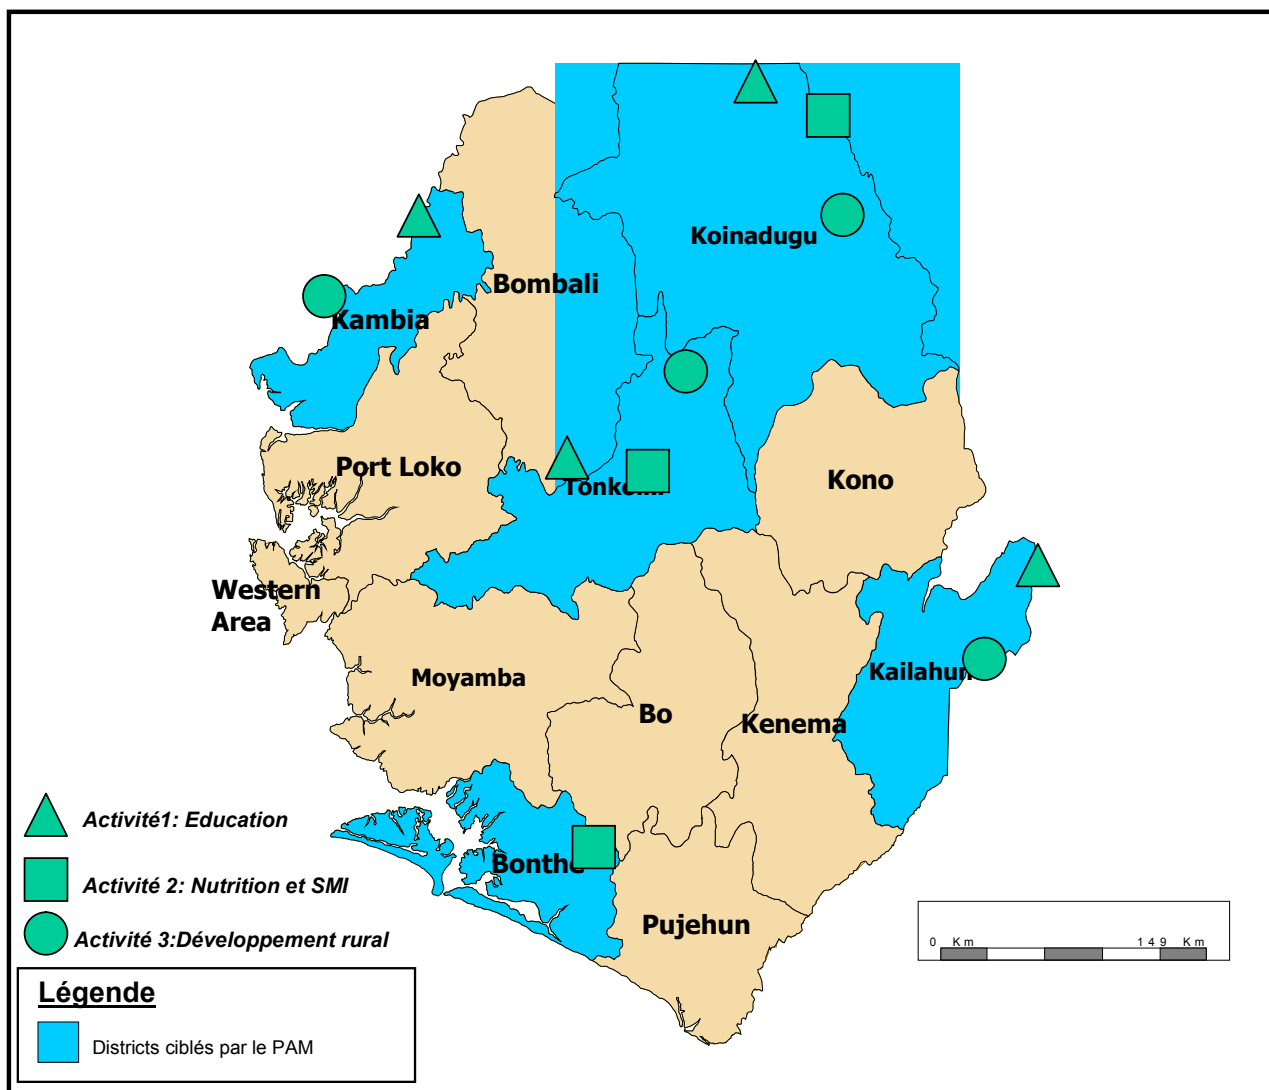 Koinadugu
Bombali
Kambia
Port Loko
Kono
Western
Area
Moyamba
Kailahun
Bo
Kenema
Bonthe
Pujehun
Activité1: Education
Activité 2: Nutrition et SMI
Activité 3:Développement rural
0 Km 149 Km
Légende
Districts ciblés par le PAM